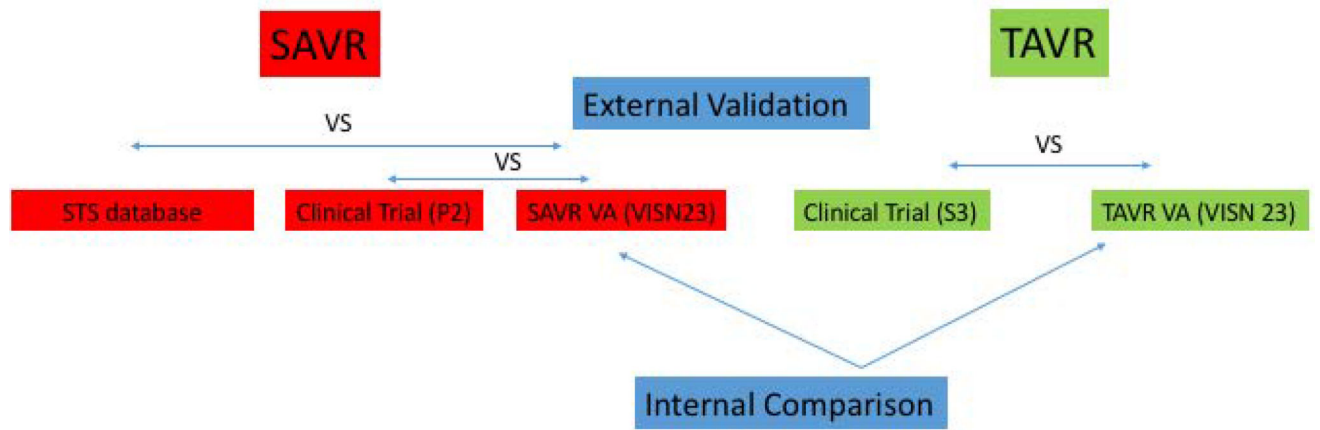 SAVR
TAVR
External Validation
VS
VS
VS
STS database
Clinical Trial (P2)
SAVR VA (VISN23)
Clinical Trial (S3)
TAVR VA (VISN 23)
Internal Comparison